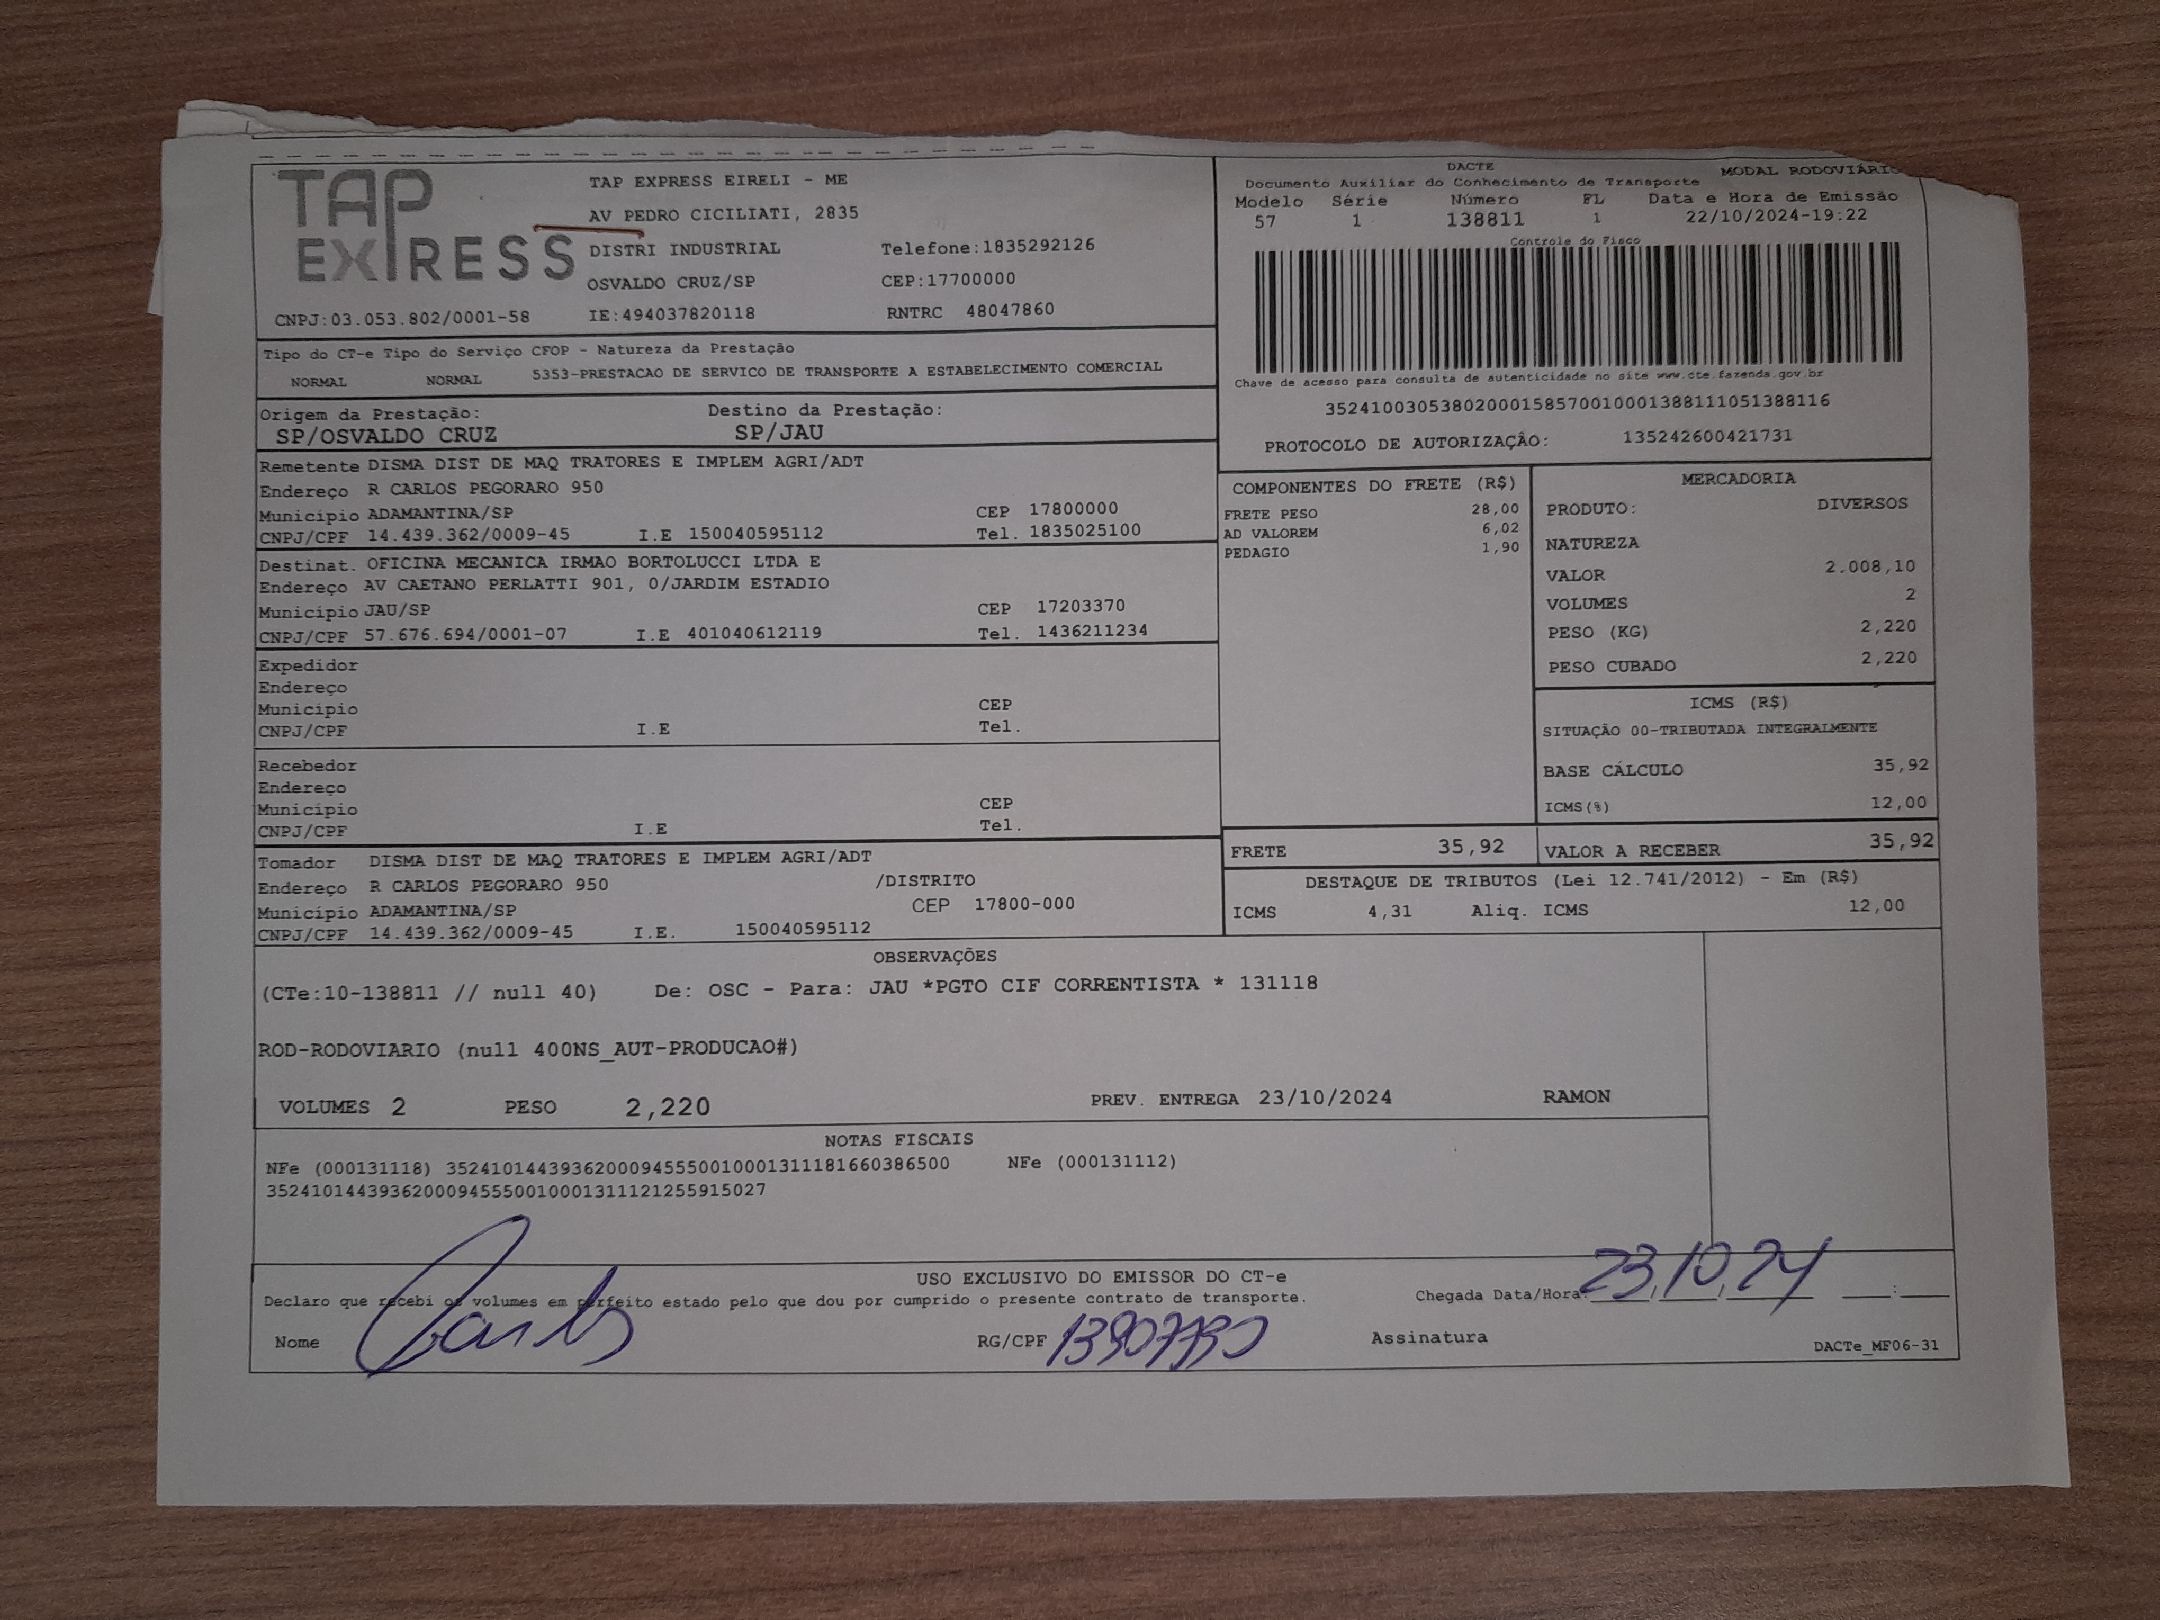 TAP EXPRESS
TAP EXPRESS EIRELI - ME
AV PEDRO CICILIATI, 2835
DISTRI INDUSTRIAL Telefone:1835292126
OSVALDO CRUZ/SP CEP:17700000
CNPJ:03.053.802/0001-58 IE:494037820118 RNTRC 48047860
DACTE MODAL RODOVIÁRIO
Documento Auxiliar do Conhecimento de Transporte
Modelo Série Número FL Data e Hora de Emissão
57 1 138811 1 22/10/2024-19:22
Controle do Fisco
Chave de acesso para consulta de autenticidade no site www.cte.fazenda.gov.br
35241003053802000158570010001388111051388116
PROTOCOLO DE AUTORIZAÇÃO: 135242600421731
Tipo do CT-e Tipo do Serviço CFOP - Natureza da Prestação
NORMAL NORMAL 5353-PRESTACAO DE SERVICO DE TRANSPORTE A ESTABELECIMENTO COMERCIAL
Origem da Prestação: Destino da Prestação:
SP/OSVALDO CRUZ SP/JAU
Remetente DISMA DIST DE MAQ TRATORES E IMPLEM AGRI/ADT
Endereço R CARLOS PEGORARO 950
Município ADAMANTINA/SP CEP 17800000
CNPJ/CPF 14.439.362/0009-45 I.E 150040595112 Tel. 1835025100
Destinat. OFICINA MECANICA IRMAO BORTOLUCCI LTDA E
Endereço AV CAETANO PERLATTI 901, 0/JARDIM ESTADIO
Município JAU/SP CEP 17203370
CNPJ/CPF 57.676.694/0001-07 I.E 401040612119 Tel. 1436211234
Expedidor
Endereço
Município CEP
CNPJ/CPF I.E Tel.
Recebedor
Endereço
Município CEP
CNPJ/CPF I.E Tel.
Tomador DISMA DIST DE MAQ TRATORES E IMPLEM AGRI/ADT
Endereço R CARLOS PEGORARO 950 /DISTRITO
Município ADAMANTINA/SP CEP 17800-000
CNPJ/CPF 14.439.362/0009-45 I.E. 150040595112
COMPONENTES DO FRETE (R$)
FRETE PESO 28,00
AD VALOREM 6,02
PEDAGIO 1,90
MERCADORIA
PRODUTO: DIVERSOS
NATUREZA
VALOR 2.008,10
VOLUMES 2
PESO (KG) 2,220
PESO CUBADO 2,220
ICMS (R$)
SITUAÇÃO 00-TRIBUTADA INTEGRALMENTE
BASE CÁLCULO 35,92
ICMS(%) 12,00
FRETE 35,92 VALOR A RECEBER 35,92
DESTAQUE DE TRIBUTOS (Lei 12.741/2012) - Em (R$)
ICMS 4,31 Aliq. ICMS 12,00
OBSERVAÇÕES
(CTe:10-138811 // null 40) De: OSC - Para: JAU *PGTO CIF CORRENTISTA * 131118
ROD-RODOVIARIO (null 400NS_AUT-PRODUCAO#)
VOLUMES 2 PESO 2,220 PREV. ENTREGA 23/10/2024 RAMON
NOTAS FISCAIS
NFe (000131118) 35241014439362000945550010001311181660386500 NFe (000131112)
35241014439362000945550010001311121255915027
USO EXCLUSIVO DO EMISSOR DO CT-e
Declaro que recebi os volumes em perfeito estado pelo que dou por cumprido o presente contrato de transporte. Chegada Data/Hora: 23/10/24
Nome Carlos RG/CPF Assinatura DACTe_MF06-31